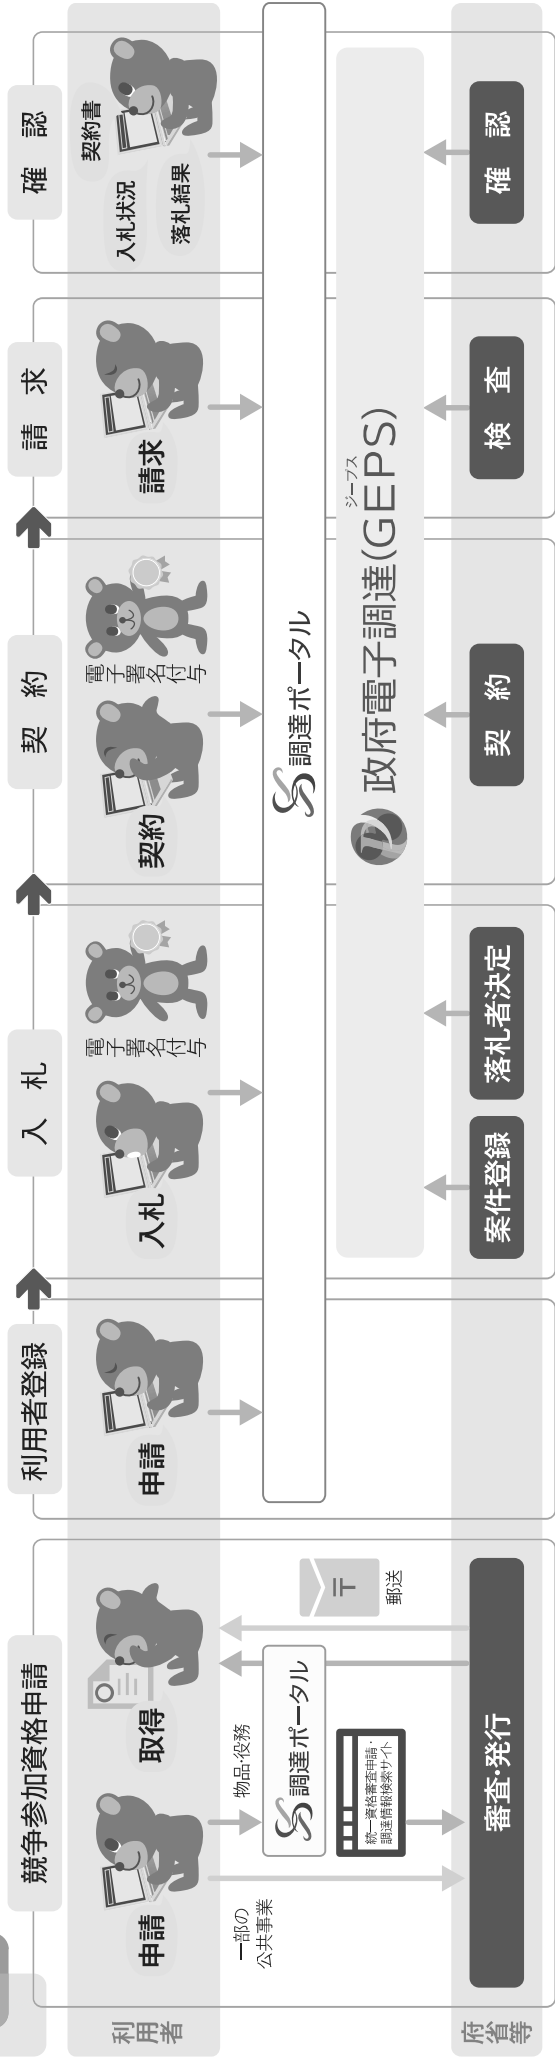 競争参加資格申請
利用者登録
入札
契約
請求
確認
利用者
申請
取得
申請
入札
電子署名付与
契約
電子署名付与
請求
契約書
入札状況
落札結果
一部の
公共事業
物品・役務
調達ポータル
統一資格審査申請・
調達情報検索サイト
〒
郵送
調達ポータル
ジープス
政府電子調達(GEPS)
府省等
審査・発行
案件登録
落札者決定
契約
検査
確認